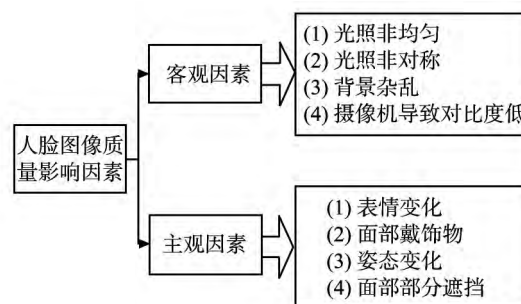 人脸图像质
量影响因素
客观因素
(1) 光照非均匀
(2) 光照非对称
(3) 背景杂乱
(4) 摄像机导致对比度低
主观因素
(1) 表情变化
(2) 面部戴饰物
(3) 姿态变化
(4) 面部部分遮挡